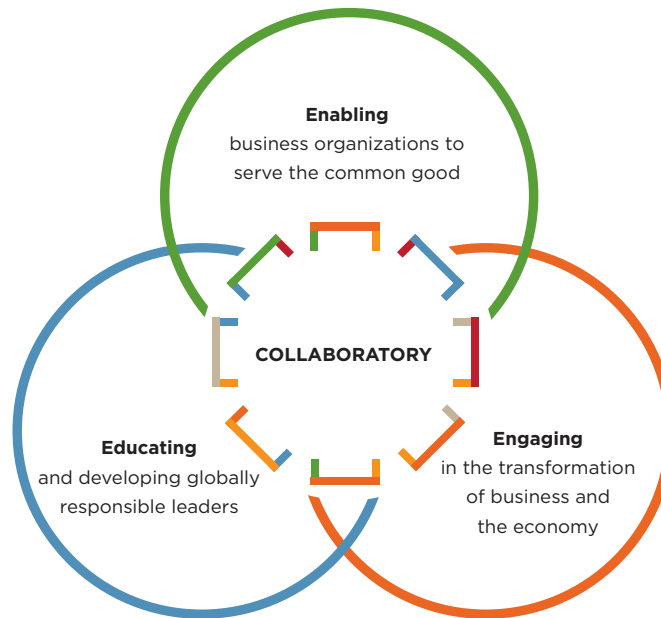 Enabling
business organizations to
serve the common good
COLLABORATORY
Educating
and developing globally
responsible leaders
Engaging
in the transformation
of business and
the economy